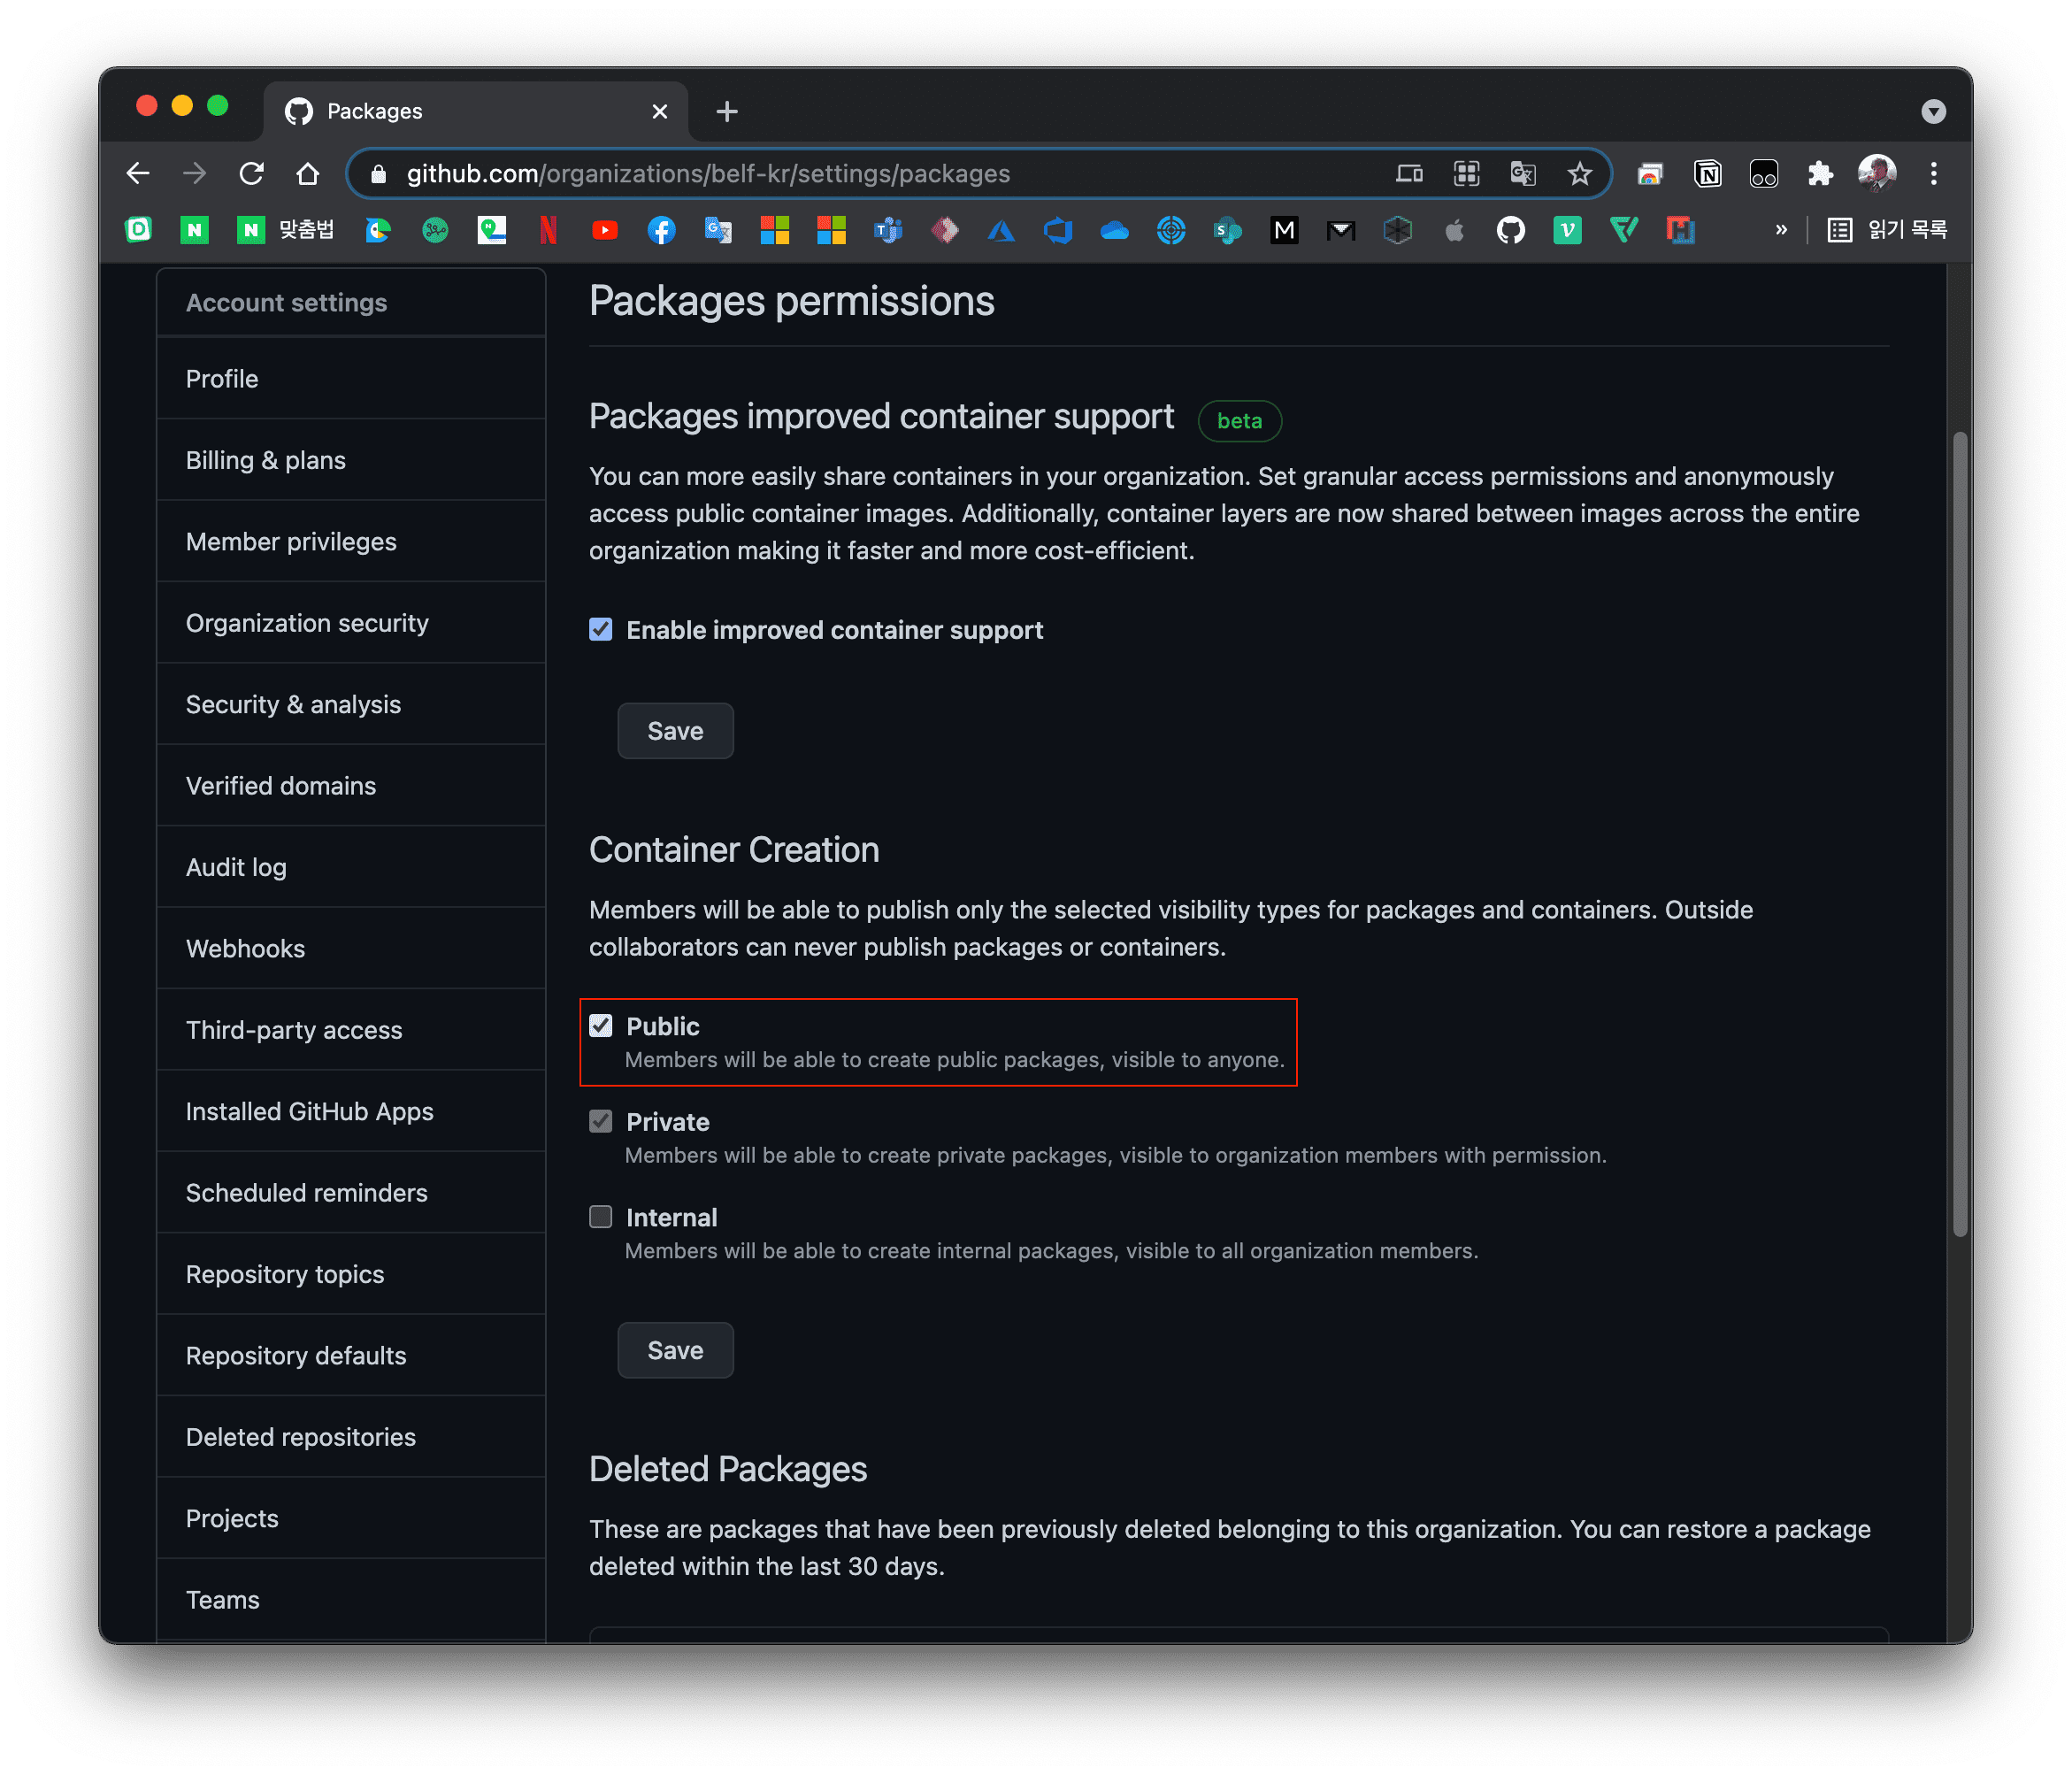 Packages
github.com/organizations/belf-kr/settings/packages
맞춤법
읽기 목록
Account settings
Profile
Billing & plans
Member privileges
Organization security
Security & analysis
Verified domains
Audit log
Webhooks
Third-party access
Installed GitHub Apps
Scheduled reminders
Repository topics
Repository defaults
Deleted repositories
Projects
Teams
Packages permissions
Packages improved container support beta
You can more easily share containers in your organization. Set granular access permissions and anonymously
access public container images. Additionally, container layers are now shared between images across the entire
organization making it faster and more cost-efficient.
Enable improved container support
Save
Container Creation
Members will be able to publish only the selected visibility types for packages and containers. Outside
collaborators can never publish packages or containers.
Public
Members will be able to create public packages, visible to anyone.
Private
Members will be able to create private packages, visible to organization members with permission.
Internal
Members will be able to create internal packages, visible to all organization members.
Save
Deleted Packages
These are packages that have been previously deleted belonging to this organization. You can restore a package
deleted within the last 30 days.